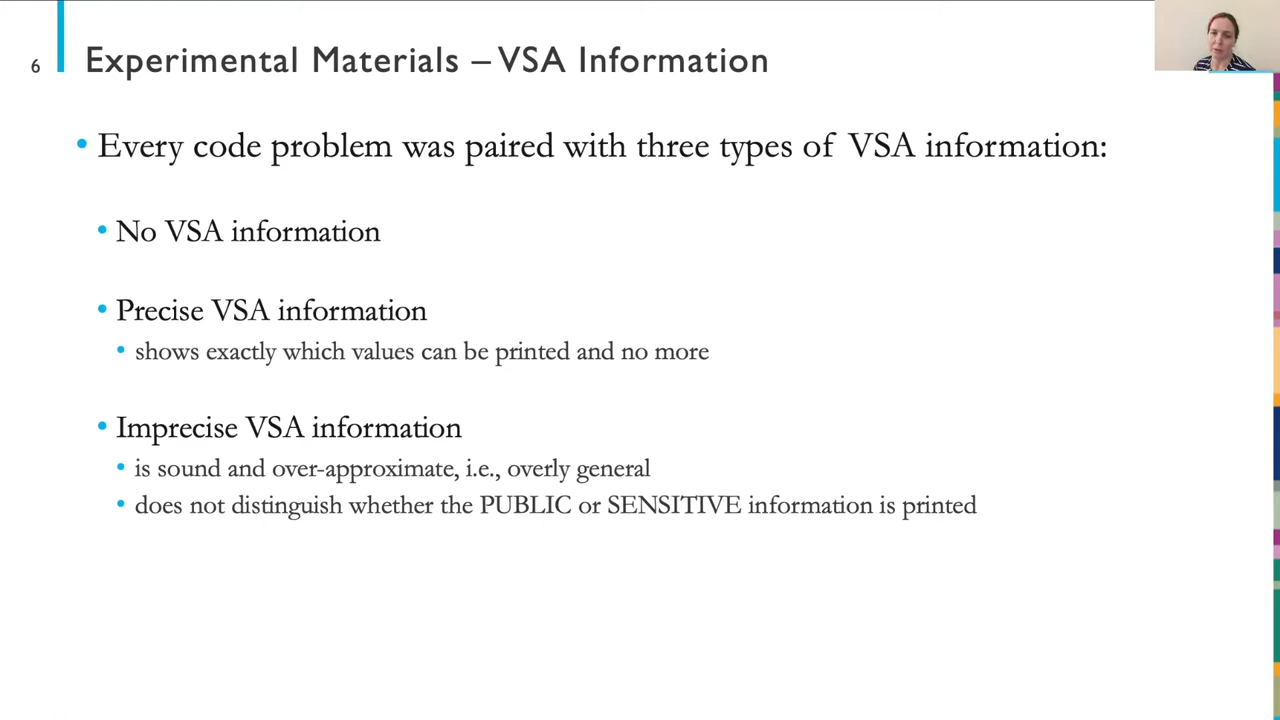 6
Experimental Materials – VSA Information
• Every code problem was paired with three types of VSA information:
• No VSA information
• Precise VSA information
• shows exactly which values can be printed and no more
• Imprecise VSA information
• is sound and over-approximate, i.e., overly general
• does not distinguish whether the PUBLIC or SENSITIVE information is printed